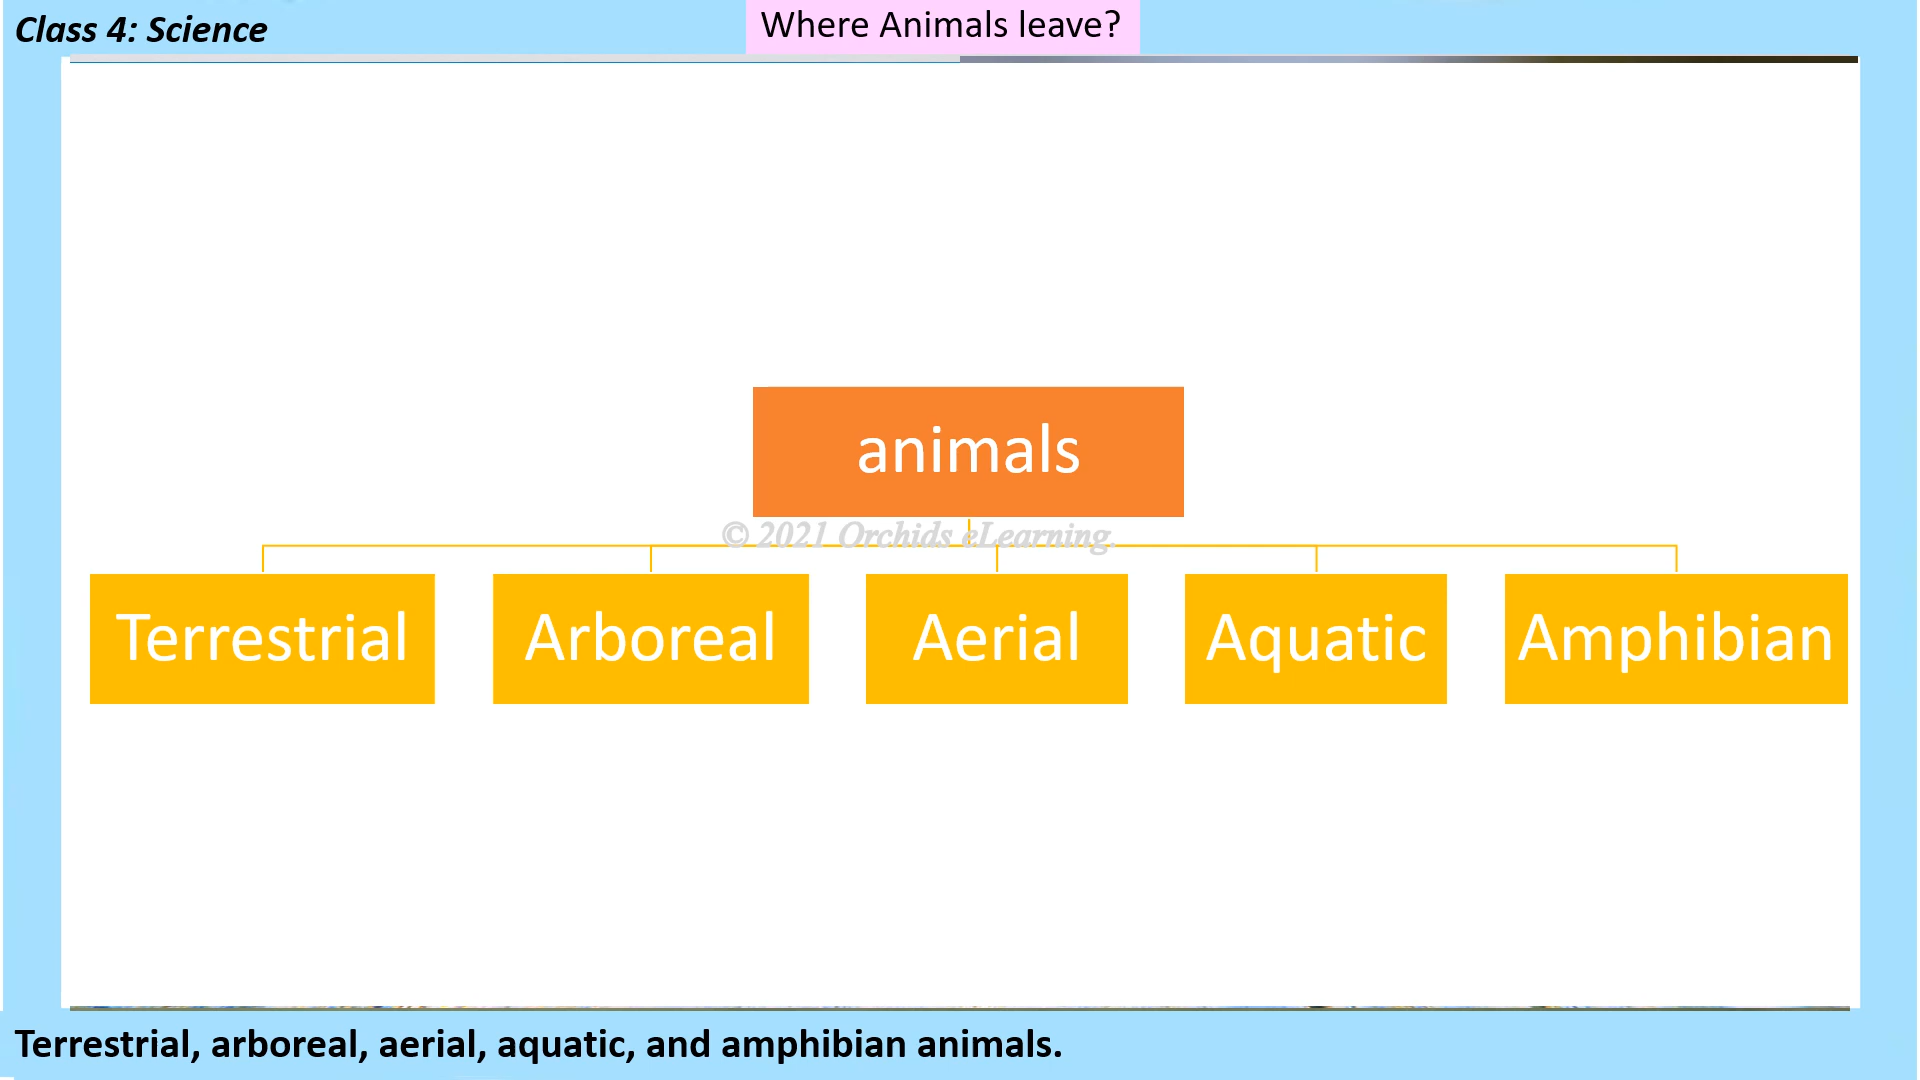 Class 4: Science
Where Animals leave?
animals
© 2021 Orchids eLearning.
Terrestrial
Arboreal
Aerial
Aquatic
Amphibian
Terrestrial, arboreal, aerial, aquatic, and amphibian animals.